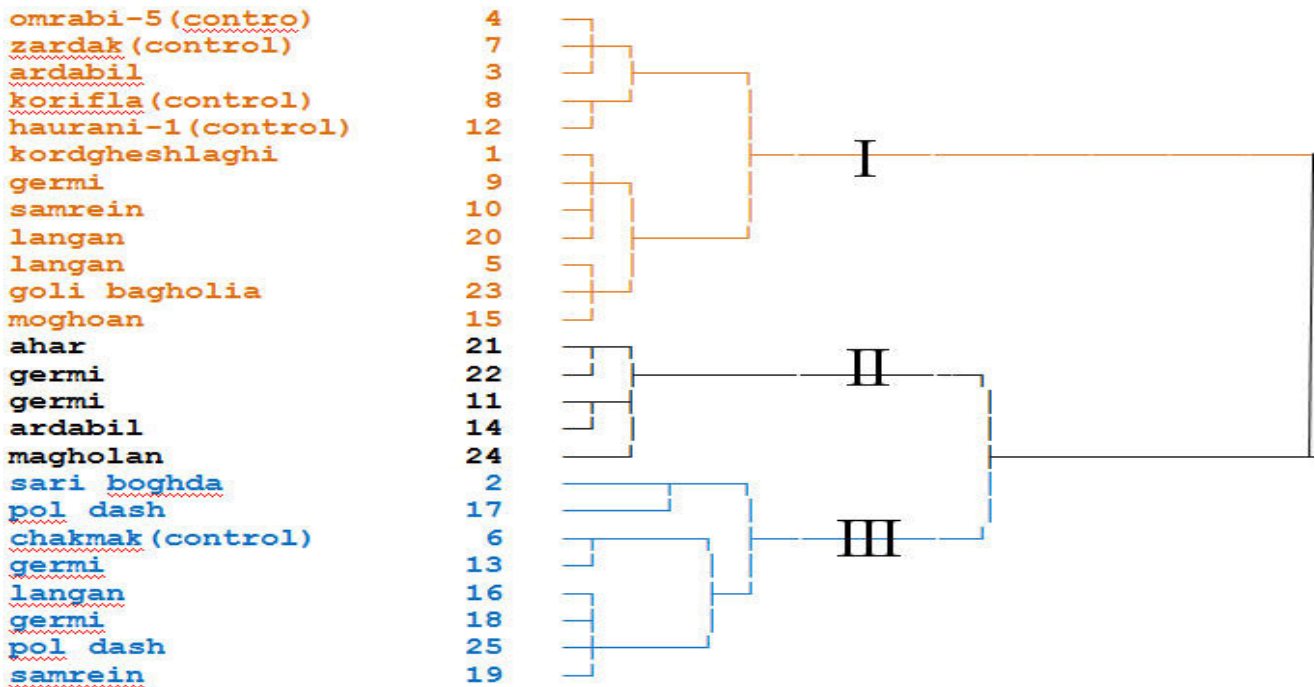 omrabi-5(contro) 4
zardak(control) 7
ardabil 3
korifla(control) 8
haurani-1(control) 12
kordgheshlaghi 1
I
germi 9
samrein 10
langan 20
langan 5
goli bagholia 23
moghoan 15
ahar 21
II
germi 22
germi 11
ardabil 14
magholan 24
sari boghda 2
pol dash 17
chakmak(control) 6
III
germi 13
langan 16
germi 18
pol dash 25
samrein 19